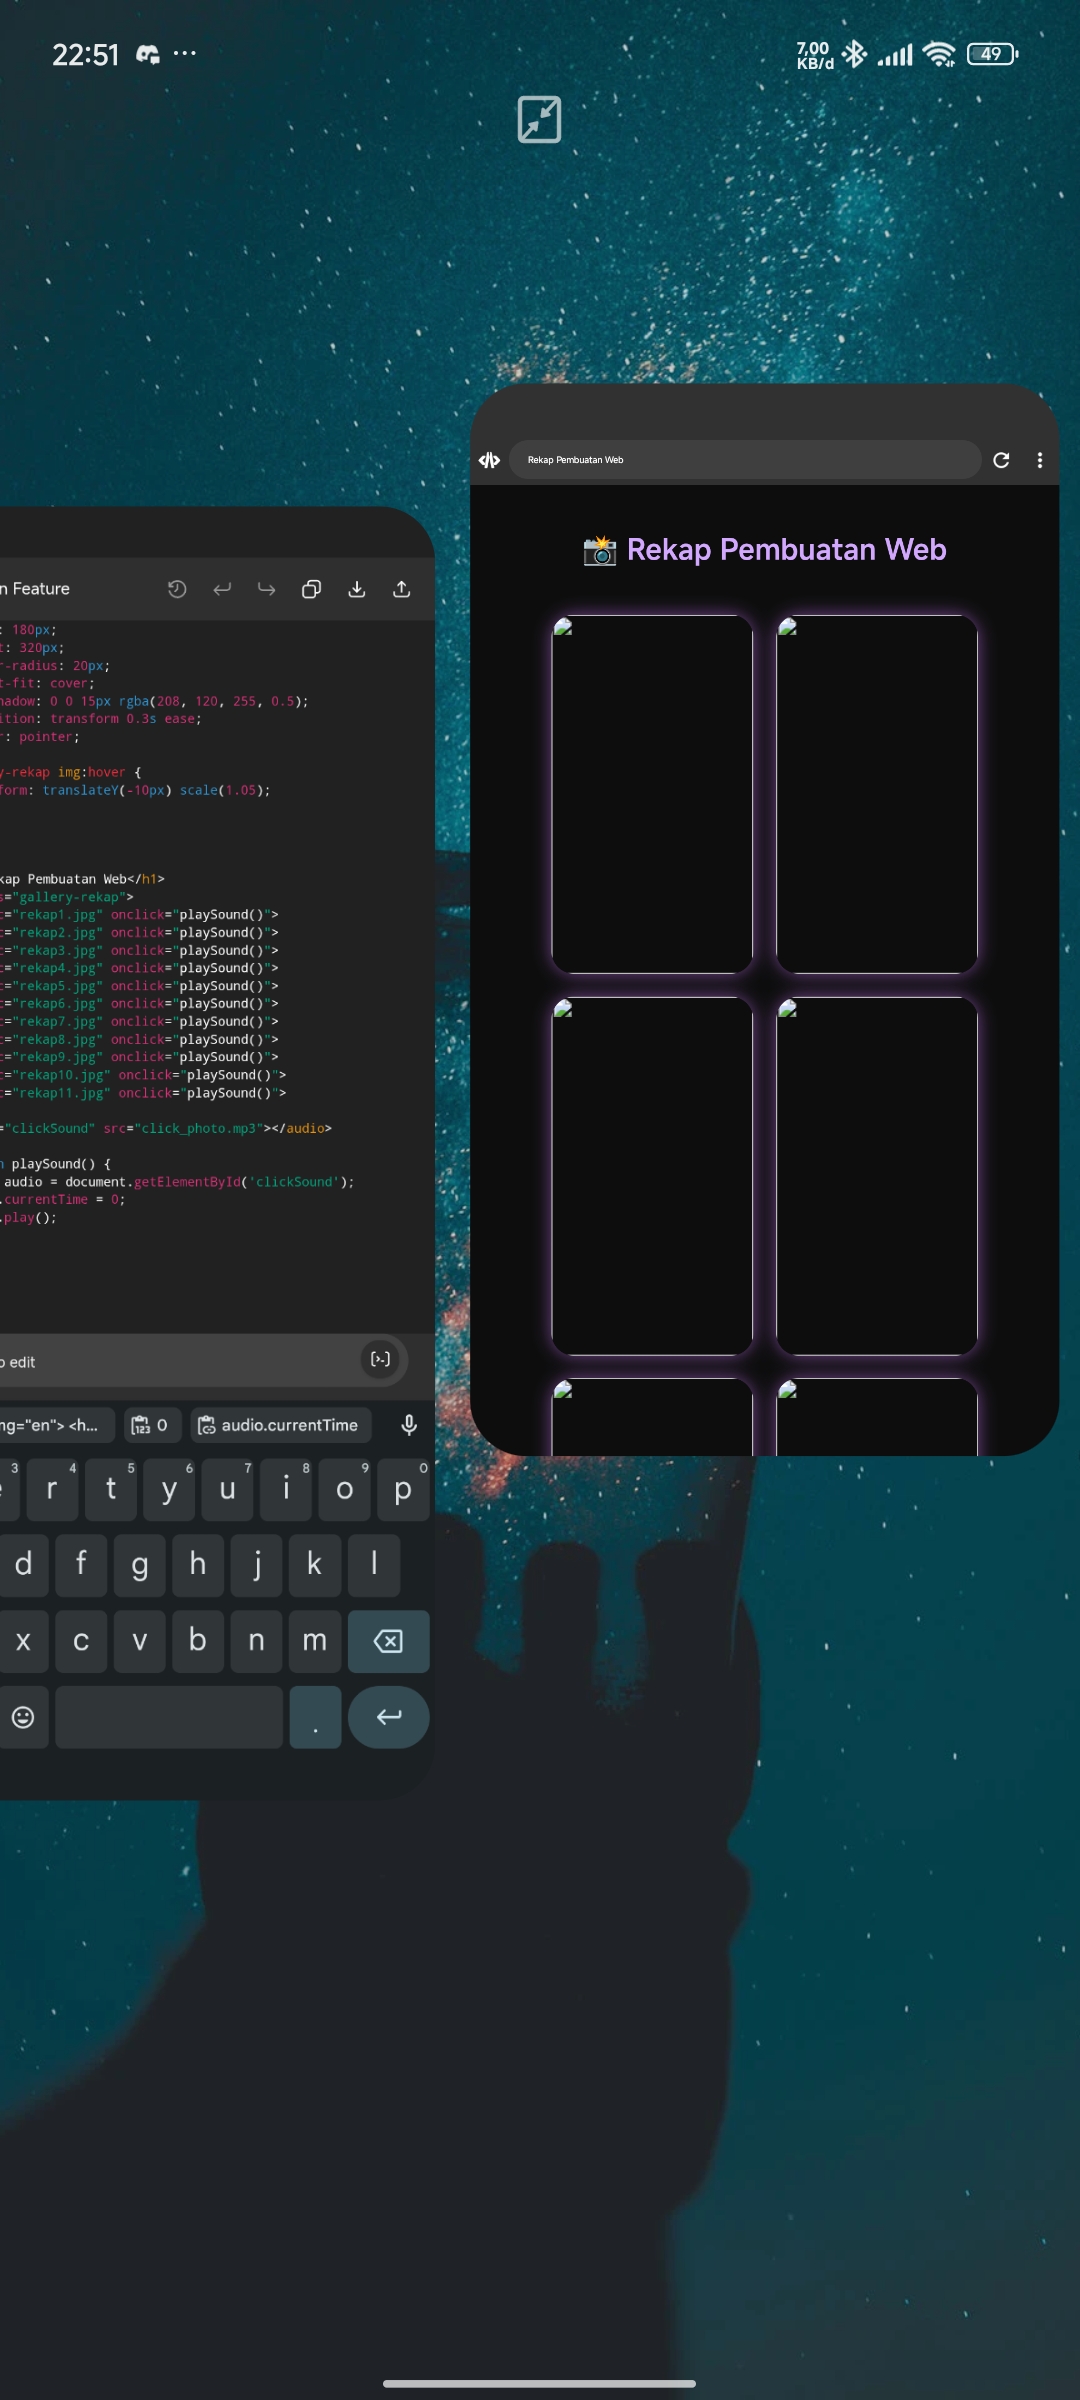 22:51
7,00
KB/d
49
Rekap Pembuatan Web
📸 Rekap Pembuatan Web
n Feature
: 180px;
t: 320px;
r-radius: 20px;
t-fit: cover;
hadow: 0 0 15px rgba(208, 120, 255, 0.5);
ition: transform 0.3s ease;
r: pointer;
y-rekap img:hover {
form: translateY(-10px) scale(1.05);
kap Pembuatan Web</h1>
s="gallery-rekap">
c="rekap1.jpg" onclick="playSound()">
c="rekap2.jpg" onclick="playSound()">
c="rekap3.jpg" onclick="playSound()">
c="rekap4.jpg" onclick="playSound()">
c="rekap5.jpg" onclick="playSound()">
c="rekap6.jpg" onclick="playSound()">
c="rekap7.jpg" onclick="playSound()">
c="rekap8.jpg" onclick="playSound()">
c="rekap9.jpg" onclick="playSound()">
c="rekap10.jpg" onclick="playSound()">
c="rekap11.jpg" onclick="playSound()">
="clickSound" src="click_photo.mp3"></audio>
n playSound() {
audio = document.getElementById('clickSound');
.currentTime = 0;
.play();
o edit
ng="en"> <h... 0 audio.currentTime
3 4 5 6 7 8 9 0
e r t y u i o p
d f g h j k l
x c v b n m
.